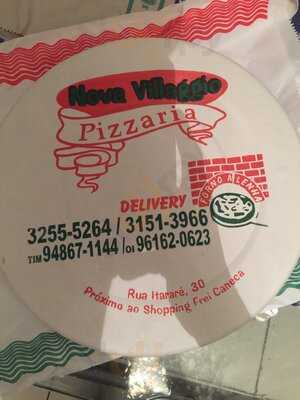 Nova Villaggio
Pizzaria
FORNO À LENHA
DELIVERY
3255-5264 / 3151-3966
TIM 94867-1144 / OI 96162-0623
Rua Itararé, 30
Próximo ao Shopping Frei Caneca